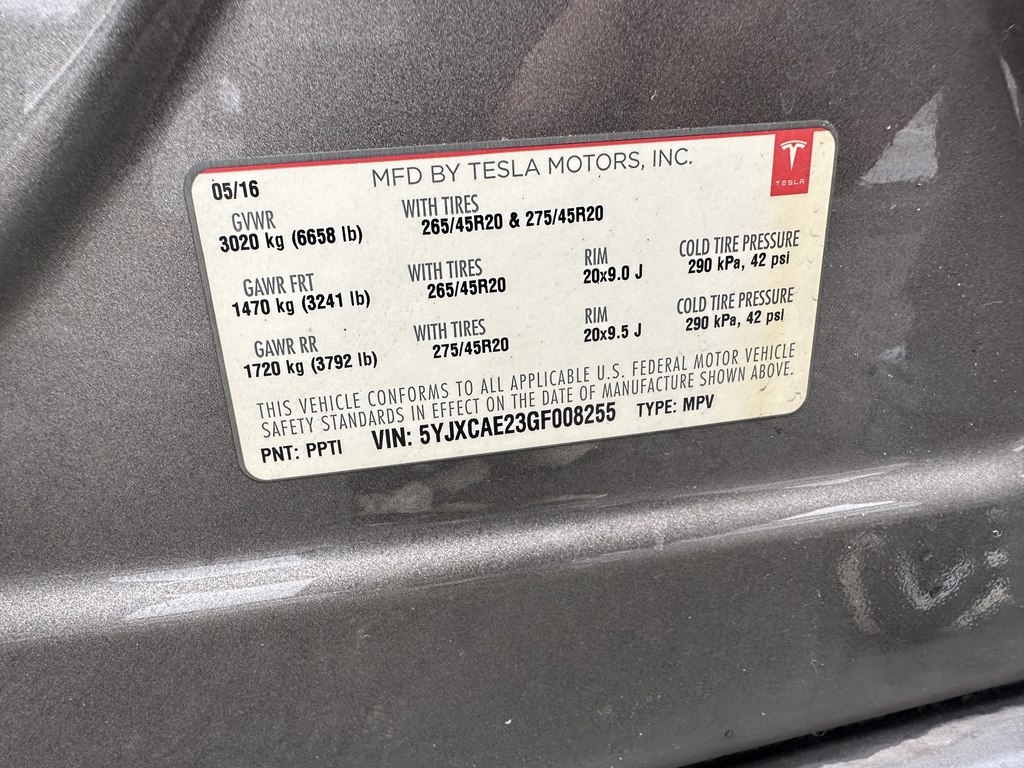 05/16 MFD BY TESLA MOTORS, INC.
TESLA
GVWR WITH TIRES
3020 kg (6658 lb) 265/45R20 & 275/45R20
GAWR FRT WITH TIRES RIM COLD TIRE PRESSURE
1470 kg (3241 lb) 265/45R20 20x9.0 J 290 kPa, 42 psi
GAWR RR WITH TIRES RIM COLD TIRE PRESSURE
1720 kg (3792 lb) 275/45R20 20x9.5 J 290 kPa, 42 psi
THIS VEHICLE CONFORMS TO ALL APPLICABLE U.S. FEDERAL MOTOR VEHICLE
SAFETY STANDARDS IN EFFECT ON THE DATE OF MANUFACTURE SHOWN ABOVE.
PNT: PPTI VIN: 5YJXCAE23GF008255 TYPE: MPV